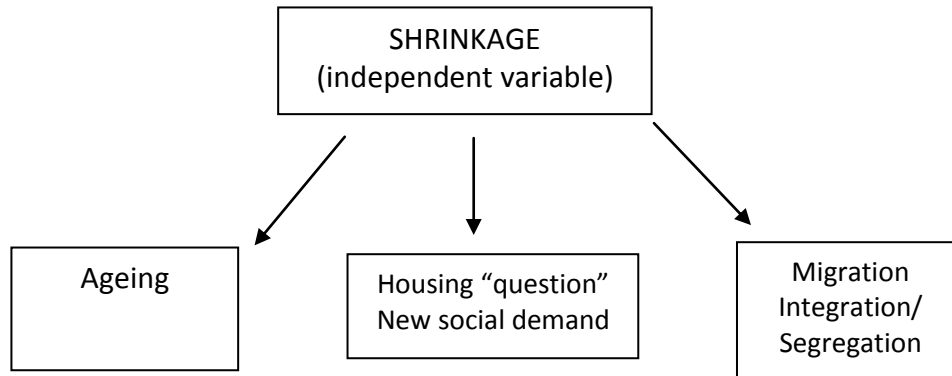 SHRINKAGE
(independent variable)
Ageing
Housing “question”
New social demand
Migration
Integration/
Segregation